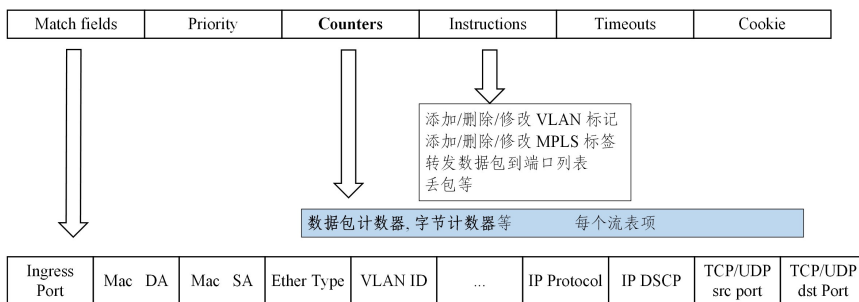 Match fields Priority Counters Instructions Timeouts Cookie
添加/删除/修改 VLAN 标记
添加/删除/修改 MPLS 标签
转发数据包到端口列表
丢包等
数据包计数器, 字节计数器等 每个流表项
Ingress Port Mac DA Mac SA Ether Type VLAN ID ... IP Protocol IP DSCP TCP/UDP src port TCP/UDP dst Port